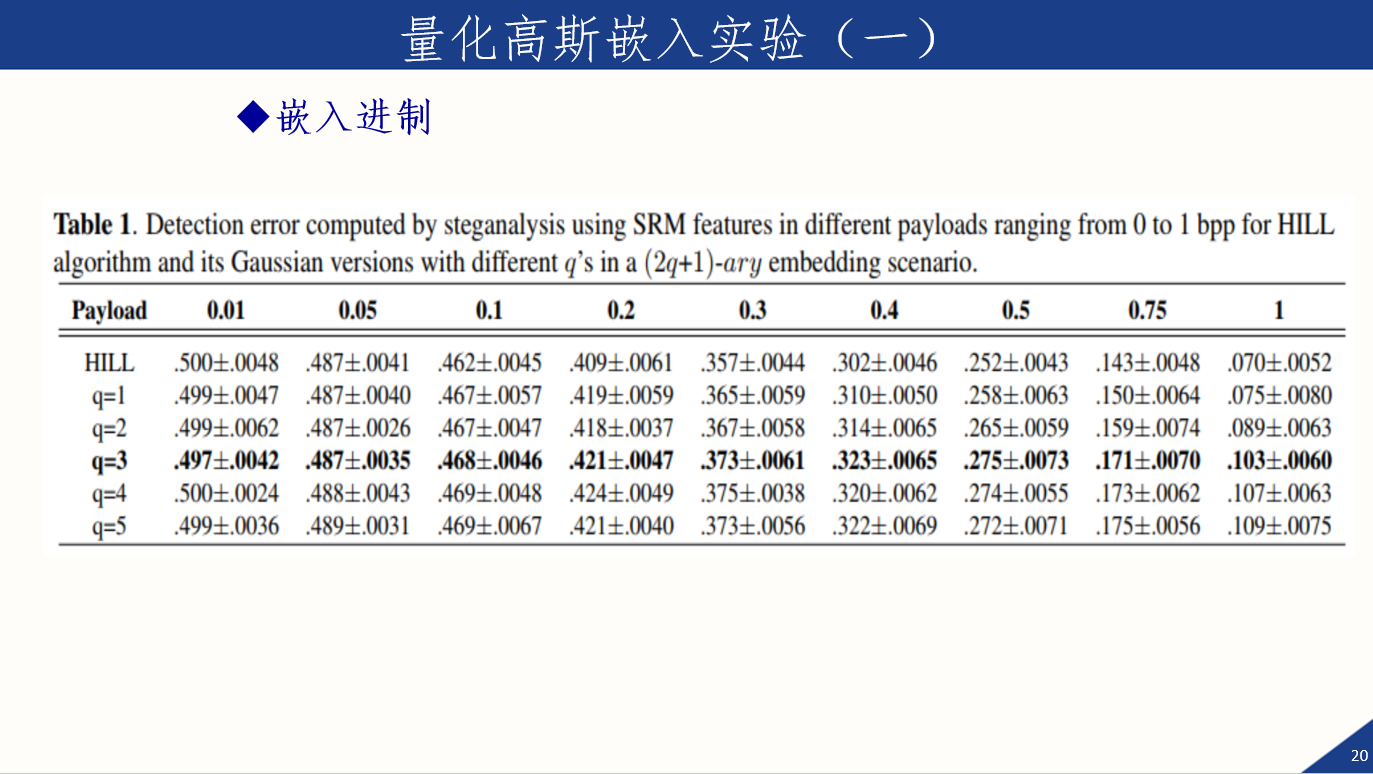 量化高斯嵌入实验（一）
◆嵌入进制
Table 1. Detection error computed by steganalysis using SRM features in different payloads ranging from 0 to 1 bpp for HILL
algorithm and its Gaussian versions with different q's in a (2q+1)-ary embedding scenario.
Payload 0.01 0.05 0.1 0.2 0.3 0.4 0.5 0.75 1
HILL .500±.0048 .487±.0041 .462±.0045 .409±.0061 .357±.0044 .302±.0046 .252±.0043 .143±.0048 .070±.0052
q=1 .499±.0047 .487±.0040 .467±.0057 .419±.0059 .365±.0059 .310±.0050 .258±.0063 .150±.0064 .075±.0080
q=2 .499±.0062 .487±.0026 .467±.0047 .418±.0037 .367±.0058 .314±.0065 .265±.0059 .159±.0074 .089±.0063
q=3 .497±.0042 .487±.0035 .468±.0046 .421±.0047 .373±.0061 .323±.0065 .275±.0073 .171±.0070 .103±.0060
q=4 .500±.0024 .488±.0043 .469±.0048 .424±.0049 .375±.0038 .320±.0062 .274±.0055 .173±.0062 .107±.0063
q=5 .499±.0036 .489±.0031 .469±.0067 .421±.0040 .373±.0056 .322±.0069 .272±.0071 .175±.0056 .109±.0075
20